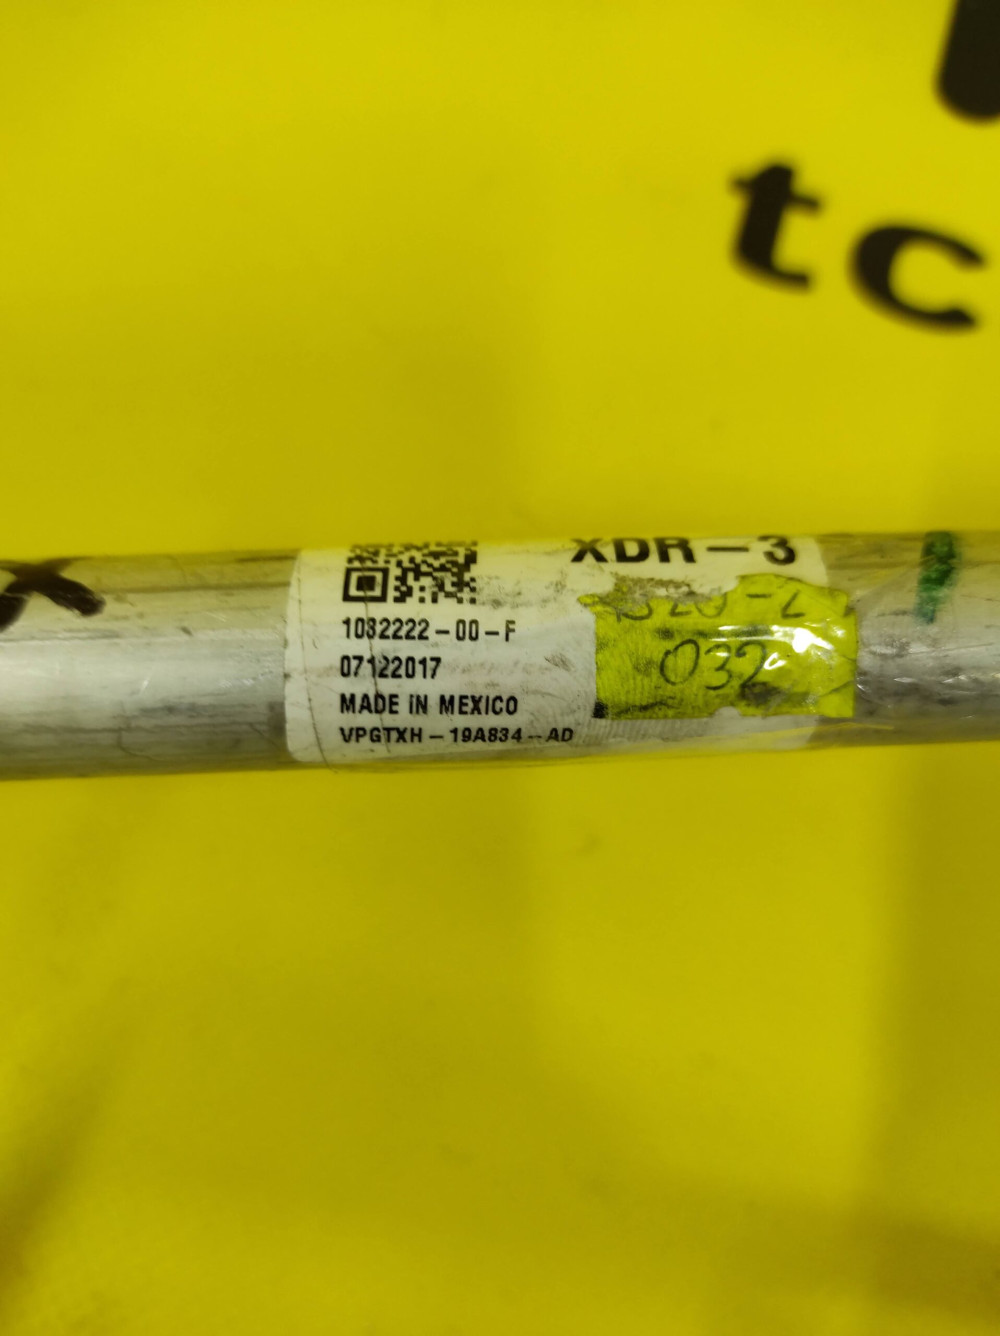 tc
XDR-3
1082222-00-F
032
07122017
MADE IN MEXICO
VPGTXH-19A834-AD
X